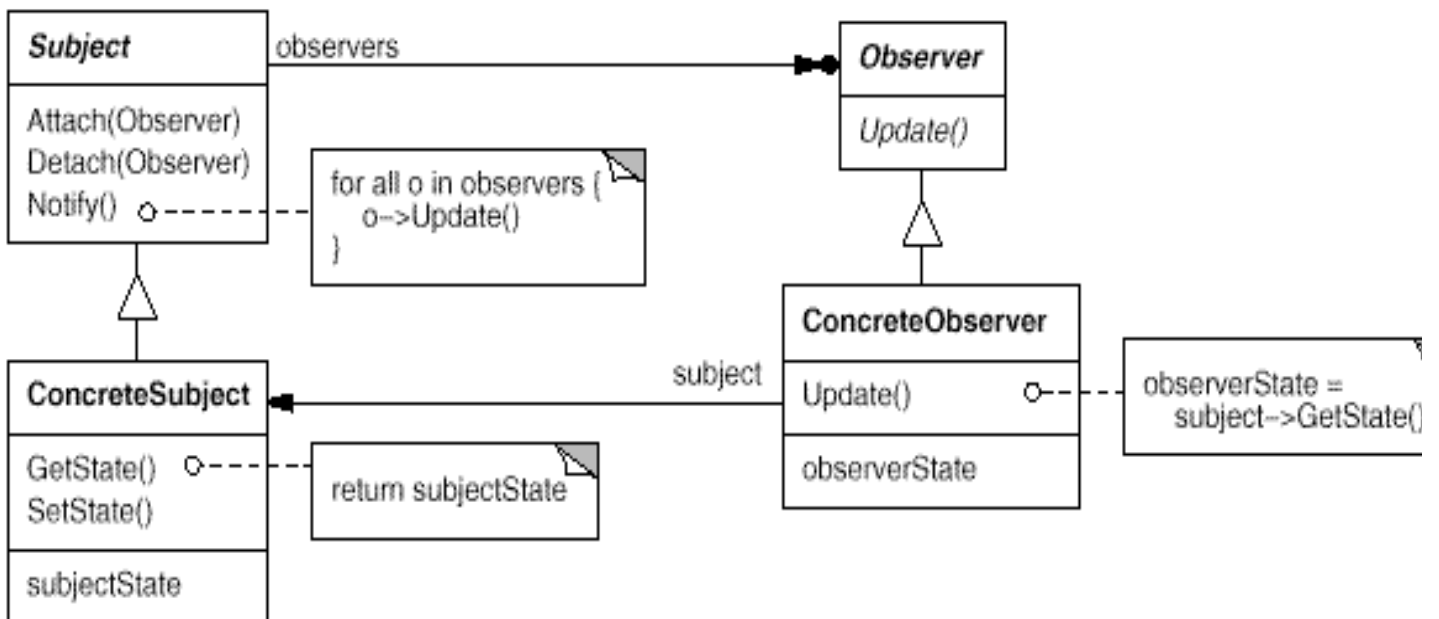 Subject
Attach(Observer)
Detach(Observer)
Notify()
observers
Observer
Update()
for all o in observers {
o->Update()
}
ConcreteSubject
GetState()
SetState()
subjectState
return subjectState
subject
ConcreteObserver
Update()
observerState
observerState =
subject->GetState()